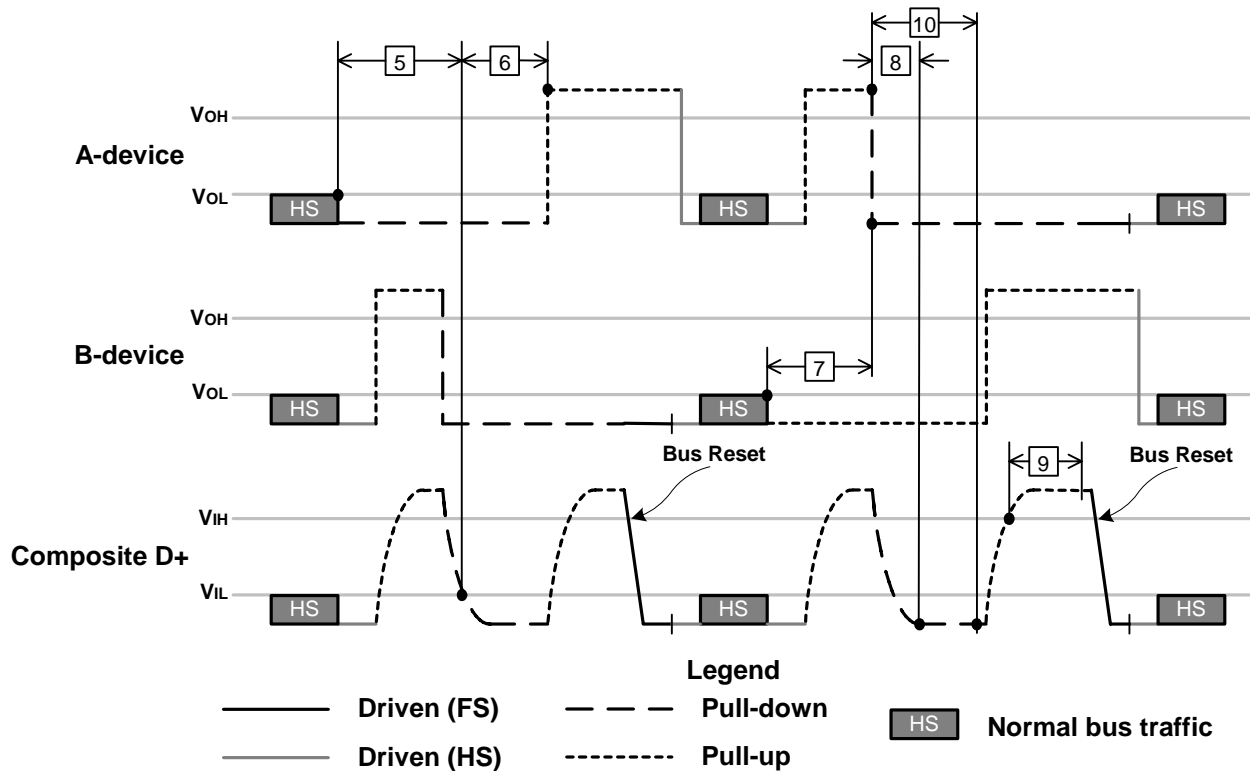 10
5
6
8
VOH
A-device
VOL
HS
HS
HS
VOH
B-device
7
VOL
HS
HS
HS
Bus Reset
9
Bus Reset
VIH
Composite D+
VIL
HS
HS
HS
Legend
Driven (FS)
Pull-down
HS
Normal bus traffic
Driven (HS)
Pull-up